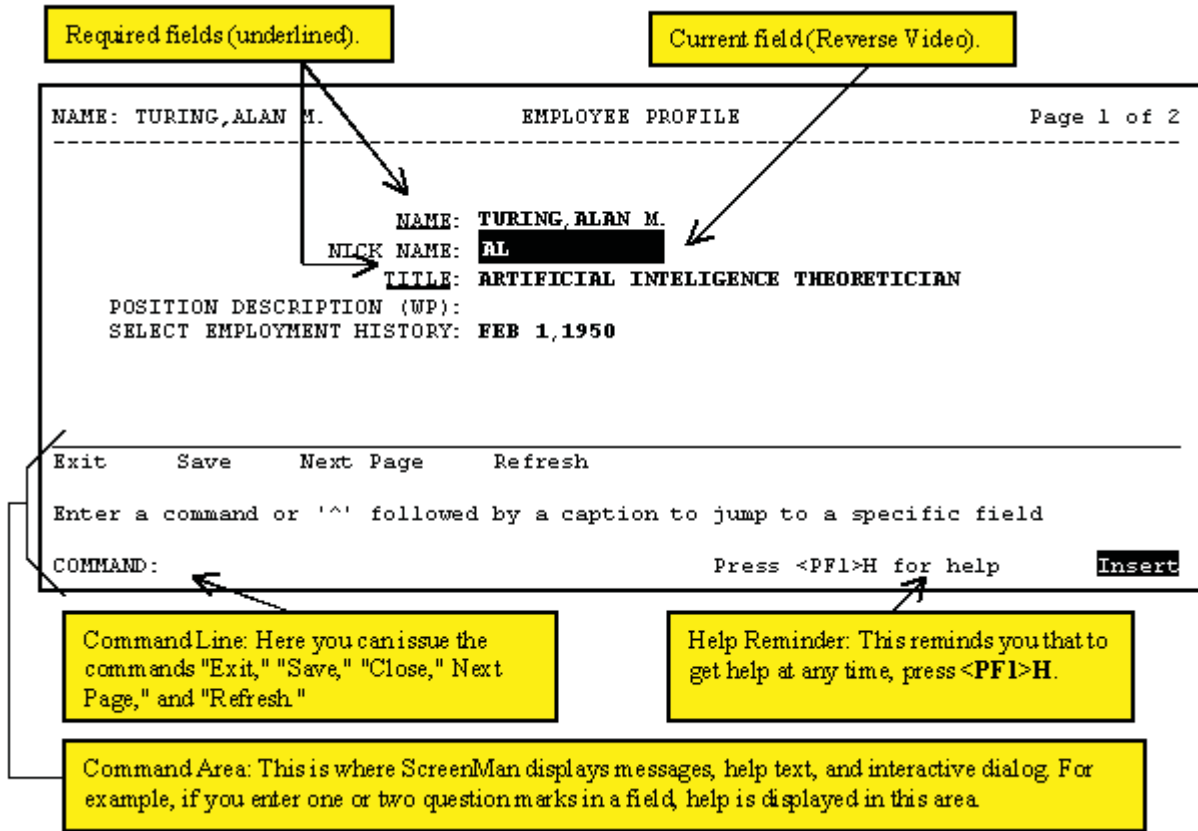 Required fields (underlined).
Current field (Reverse Video).
NAME: TURING,ALAN M. EMPLOYEE PROFILE Page 1 of 2
NAME: TURING,ALAN M.
NICK NAME: AL
TITLE: ARTIFICIAL INTELIGENCE THEORETICIAN
POSITION DESCRIPTION (WP):
SELECT EMPLOYMENT HISTORY: FEB 1,1950
Exit Save Next Page Refresh
Enter a command or '^' followed by a caption to jump to a specific field
COMMAND: Press <PF1>H for help Insert
Command Line: Here you can issue the
commands "Exit," "Save," "Close," Next
Page," and "Refresh."
Help Reminder: This reminds you that to
get help at any time, press <PF1>H.
Command Area: This is where ScreenMan displays messages, help text, and interactive dialog. For
example, if you enter one or two question marks in a field, help is displayed in this area.